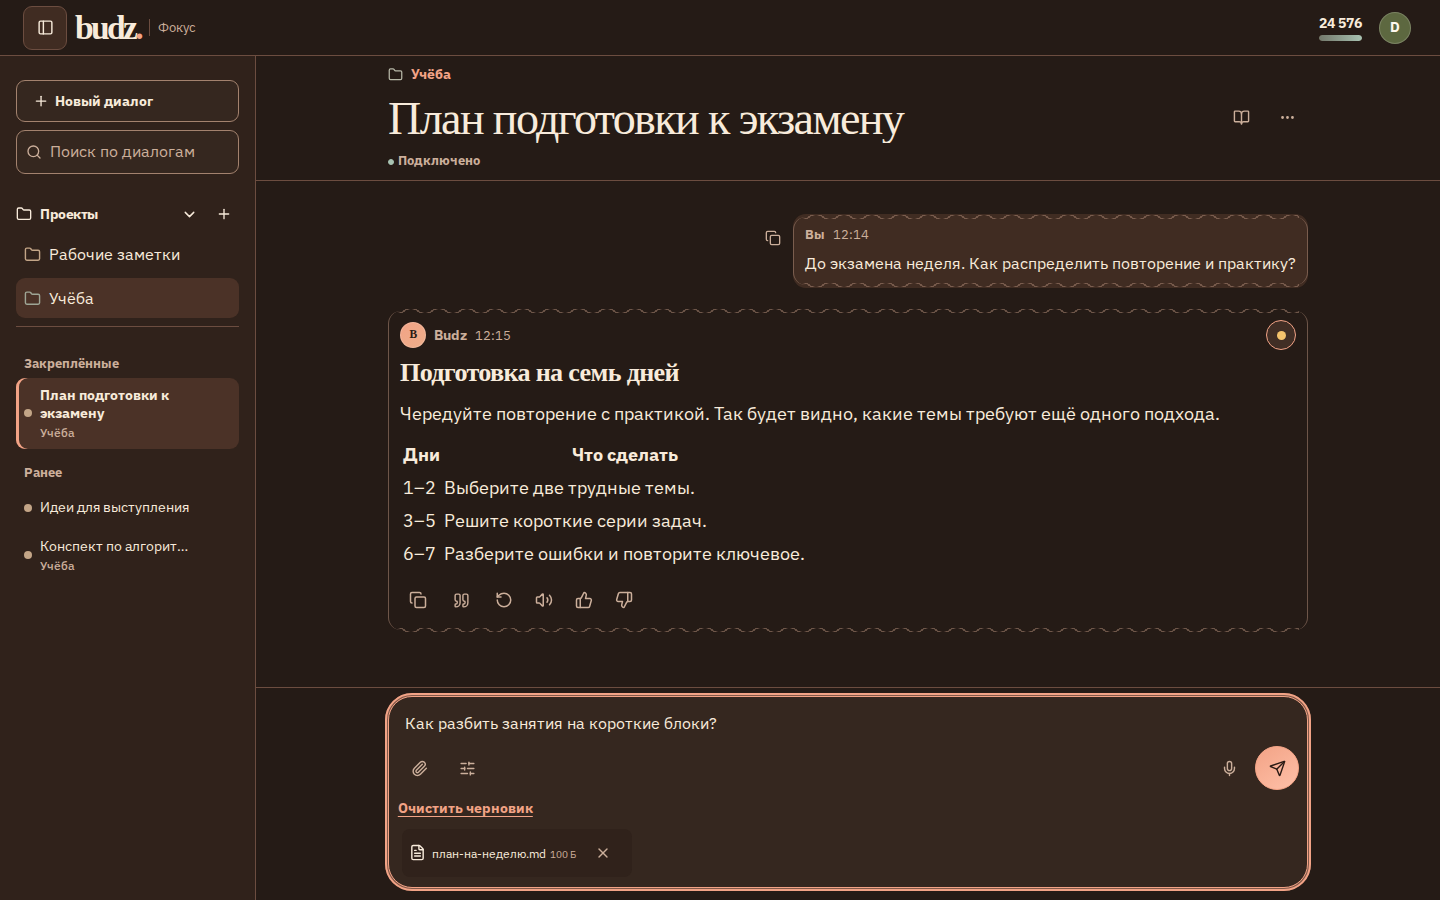 budz.
Фокус
24 576
D
Новый диалог
Поиск по диалогам
Проекты
Рабочие заметки
Учёба
Закреплённые
План подготовки к
экзамену
Учёба
Ранее
Идеи для выступления
Конспект по алгорит...
Учёба
Учёба
План подготовки к экзамену
Подключено
Вы 12:14
До экзамена неделя. Как распределить повторение и практику?
B Budz 12:15
Подготовка на семь дней
Чередуйте повторение с практикой. Так будет видно, какие темы требуют ещё одного подхода.
Дни Что сделать
1–2 Выберите две трудные темы.
3–5 Решите короткие серии задач.
6–7 Разберите ошибки и повторите ключевое.
Как разбить занятия на короткие блоки?
Очистить черновик
план-на-неделю.md 100 Б